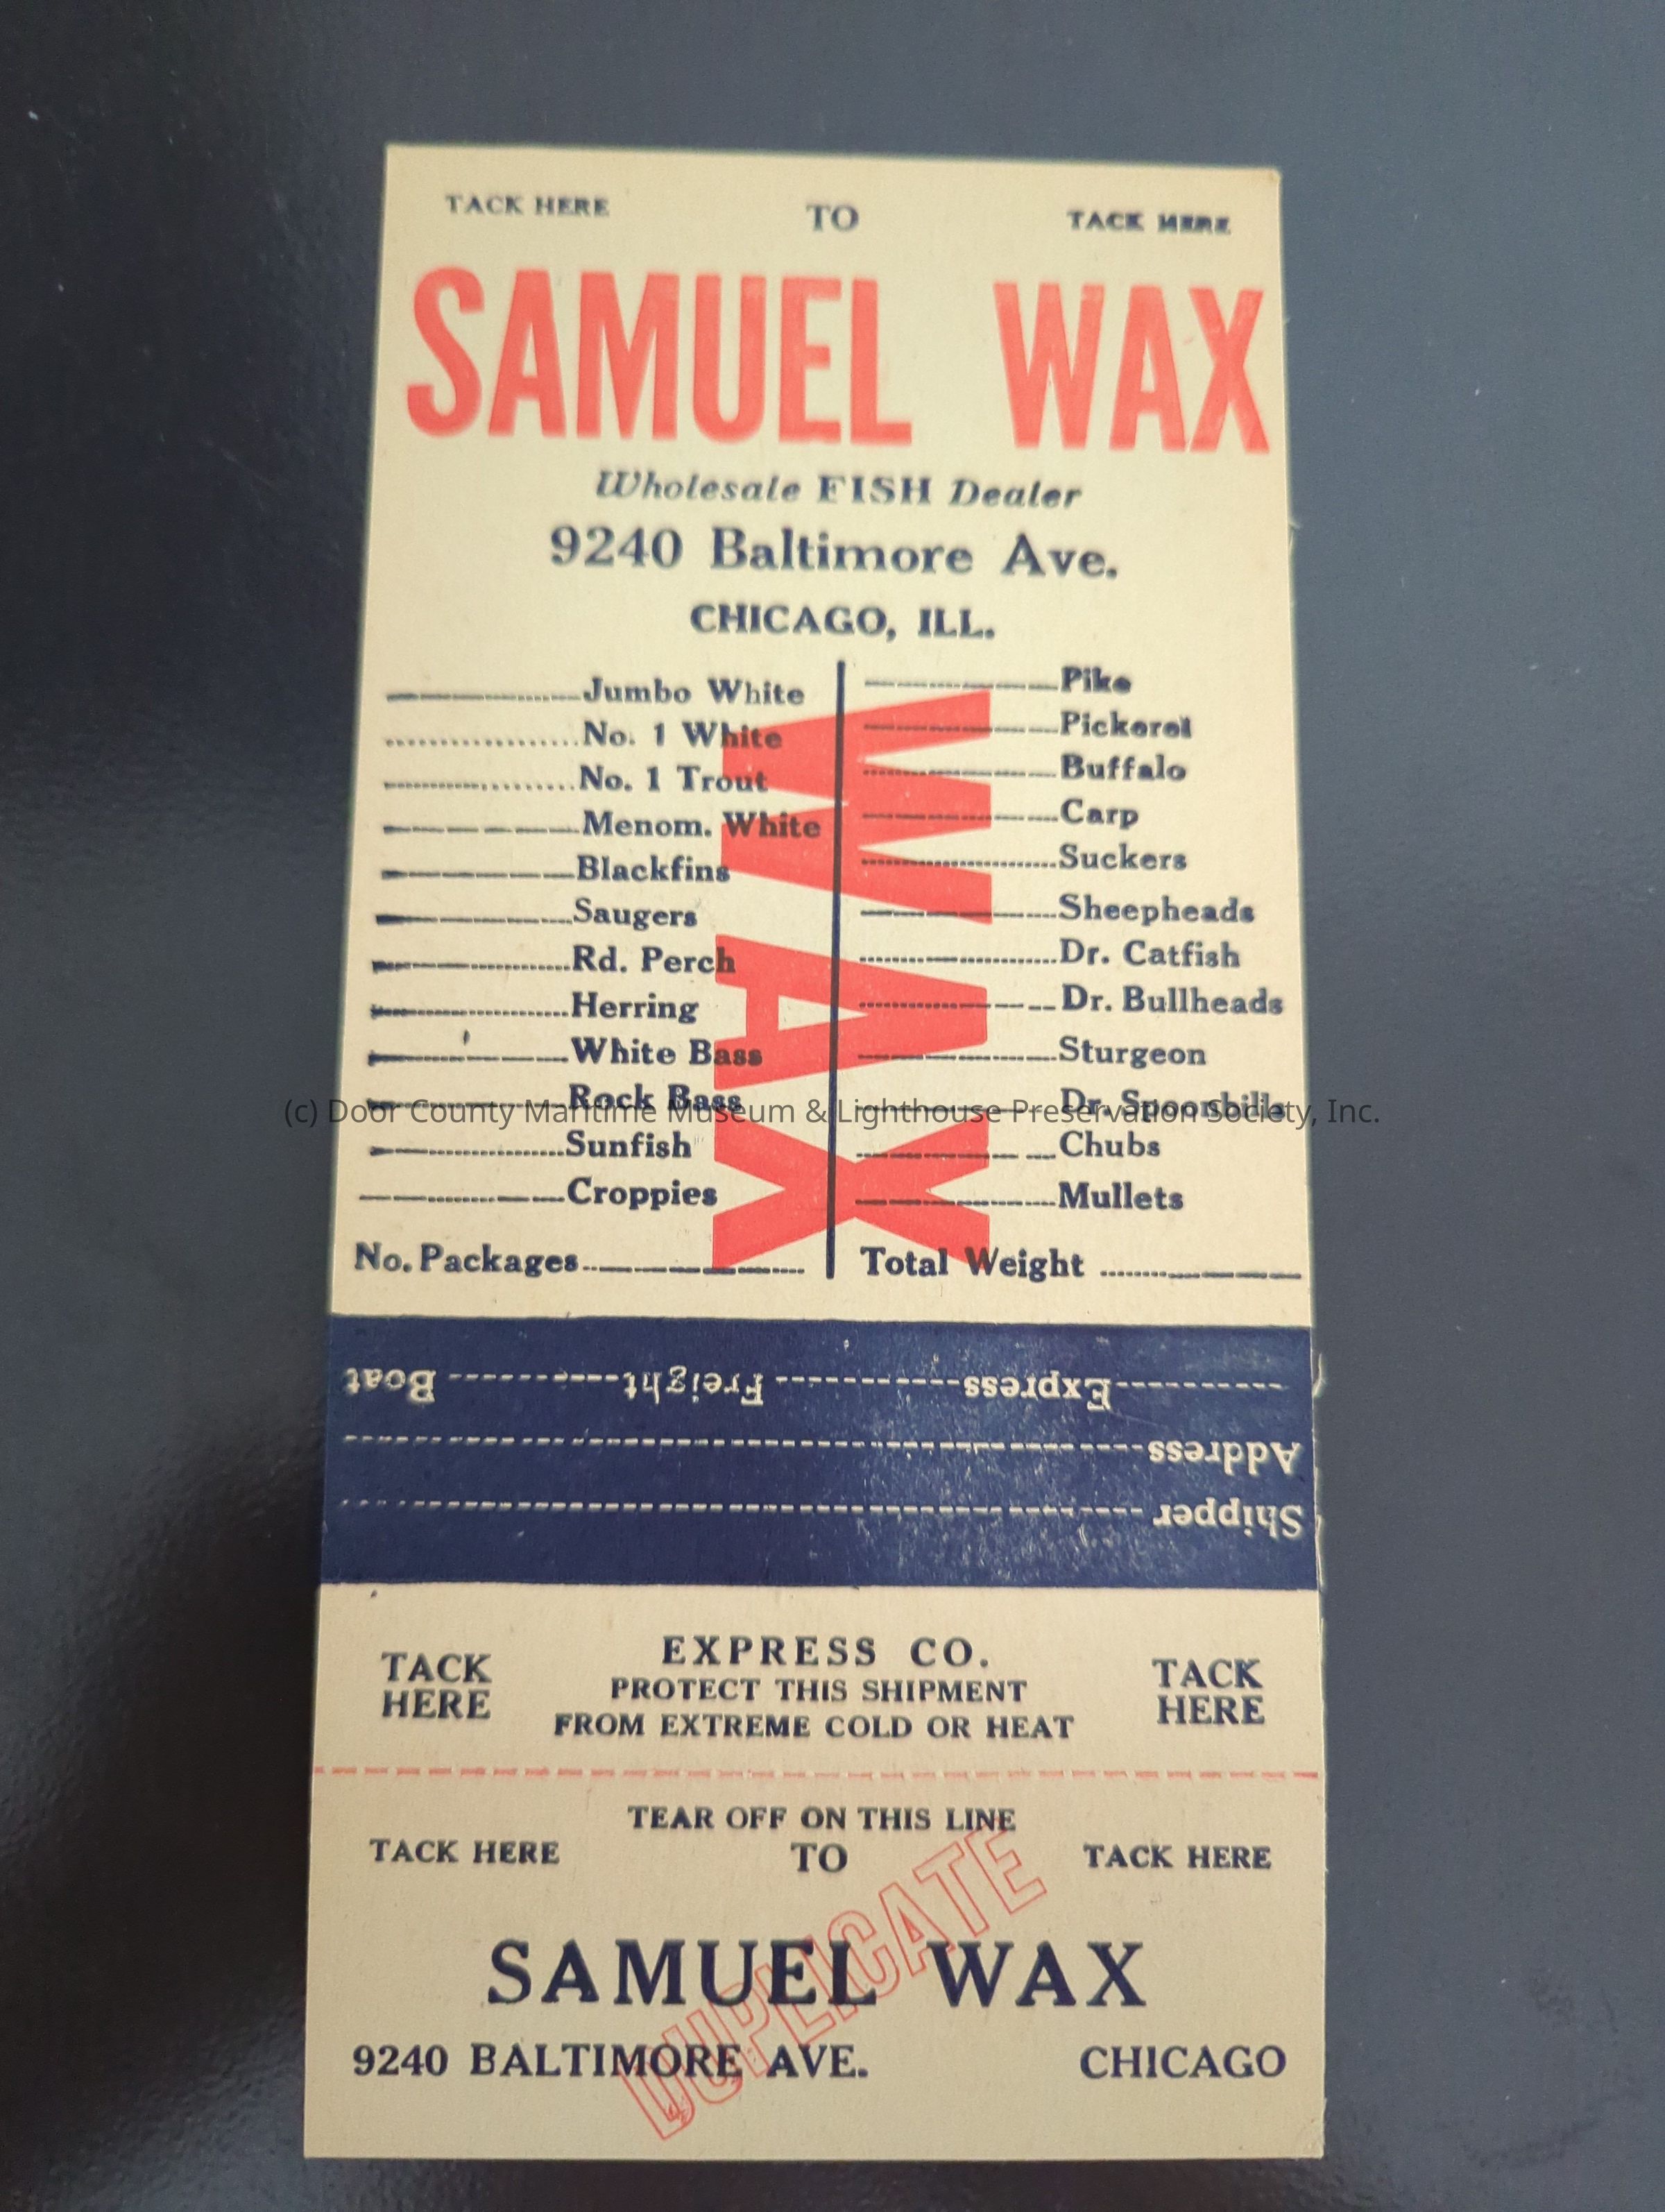 TACK HERE TO TACK HERE
SAMUEL WAX
Wholesale FISH Dealer
9240 Baltimore Ave.
CHICAGO, ILL.
Jumbo White
No. 1 White
No. 1 Trout
Menom. White
Blackfins
Saugers
Rd. Perch
Herring
White Bass
Rock Bass
Sunfish
Croppies
No. Packages
Pike
Pickerel
Buffalo
Carp
Suckers
Sheepheads
Dr. Catfish
Dr. Bullheads
Sturgeon
Dr. Spoonbills
Chubs
Mullets
Total Weight
WAX
(c) Door County Maritime Museum & Lighthouse Preservation Society, Inc.
Shipper
Address
Express Freight Boat
TACK HERE
EXPRESS CO.
PROTECT THIS SHIPMENT
FROM EXTREME COLD OR HEAT
TACK HERE
TEAR OFF ON THIS LINE
TACK HERE TO TACK HERE
SAMUEL WAX
DUPLICATE
9240 BALTIMORE AVE. CHICAGO